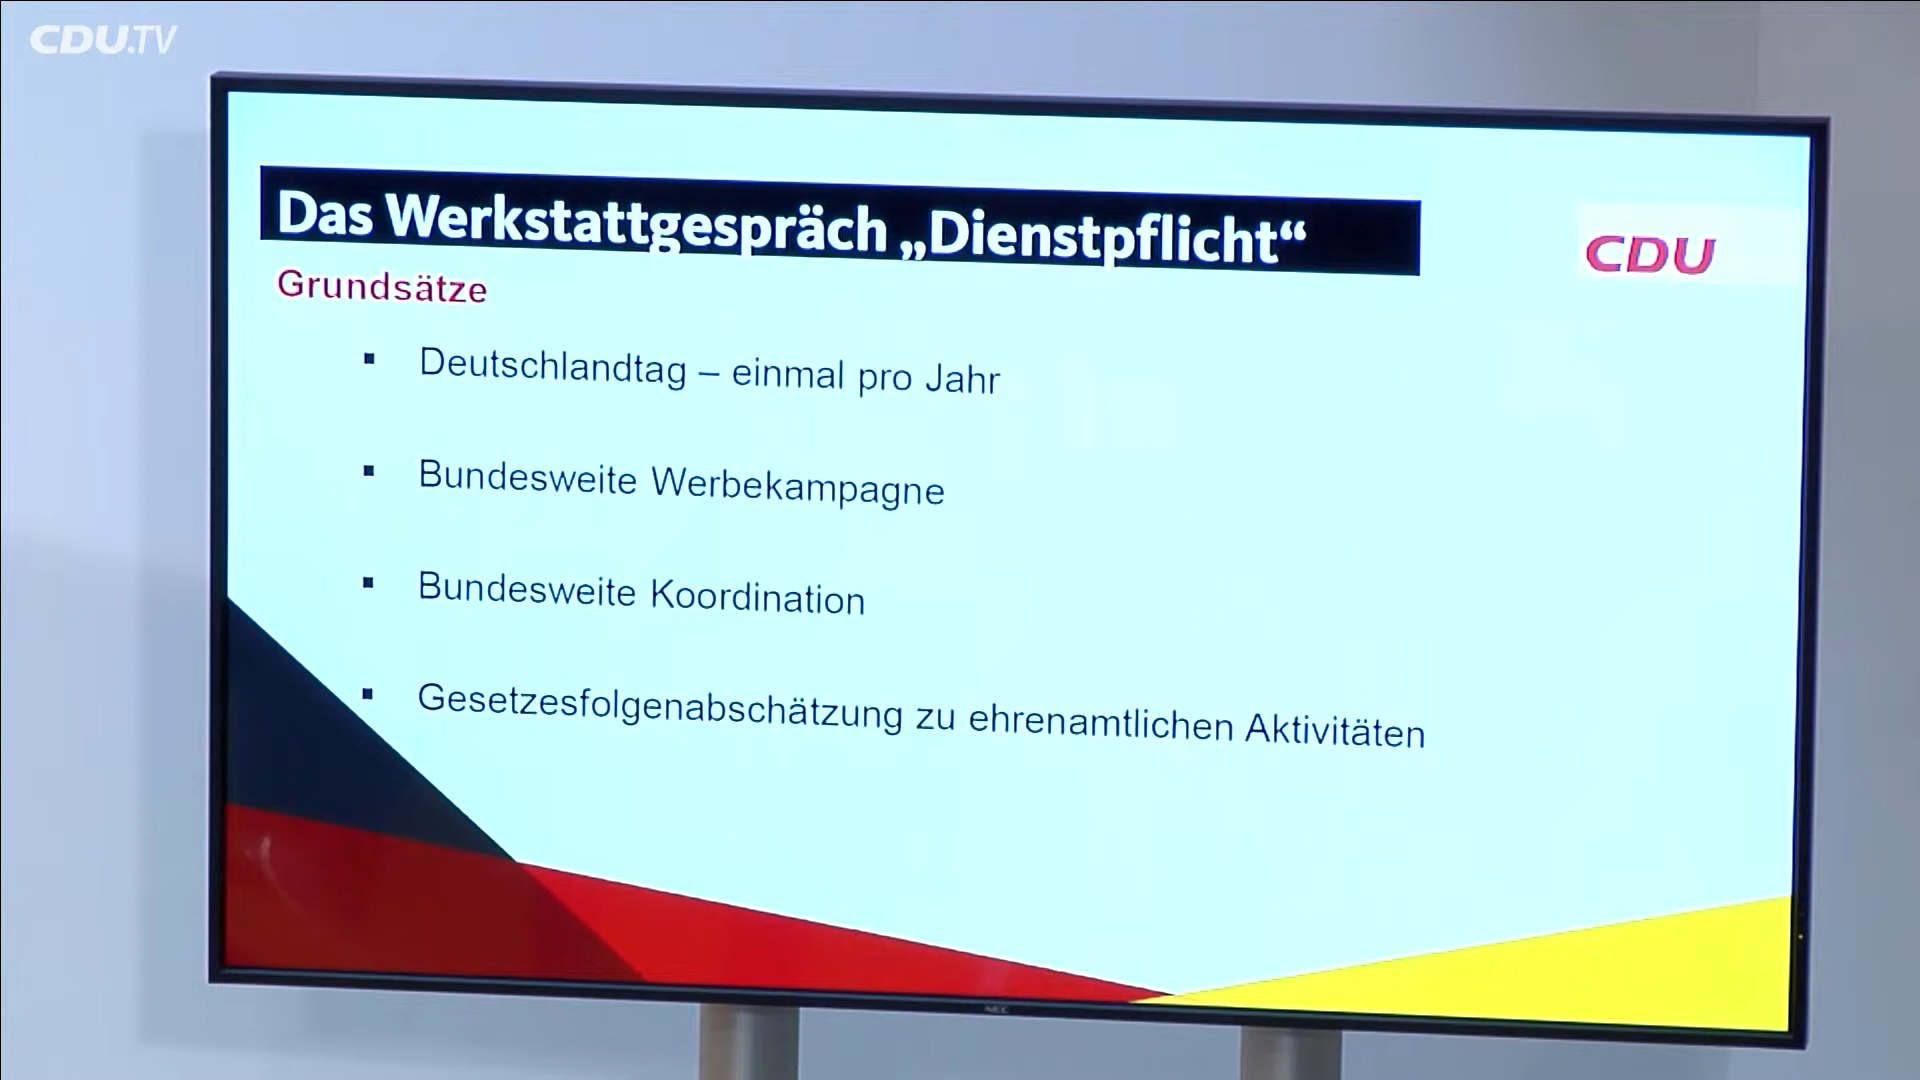 CDU.TV
Das Werkstattgespräch „Dienstpflicht“
CDU
Grundsätze
▪ Deutschlandtag – einmal pro Jahr
▪ Bundesweite Werbekampagne
▪ Bundesweite Koordination
▪ Gesetzesfolgenabschätzung zu ehrenamtlichen Aktivitäten
NEC